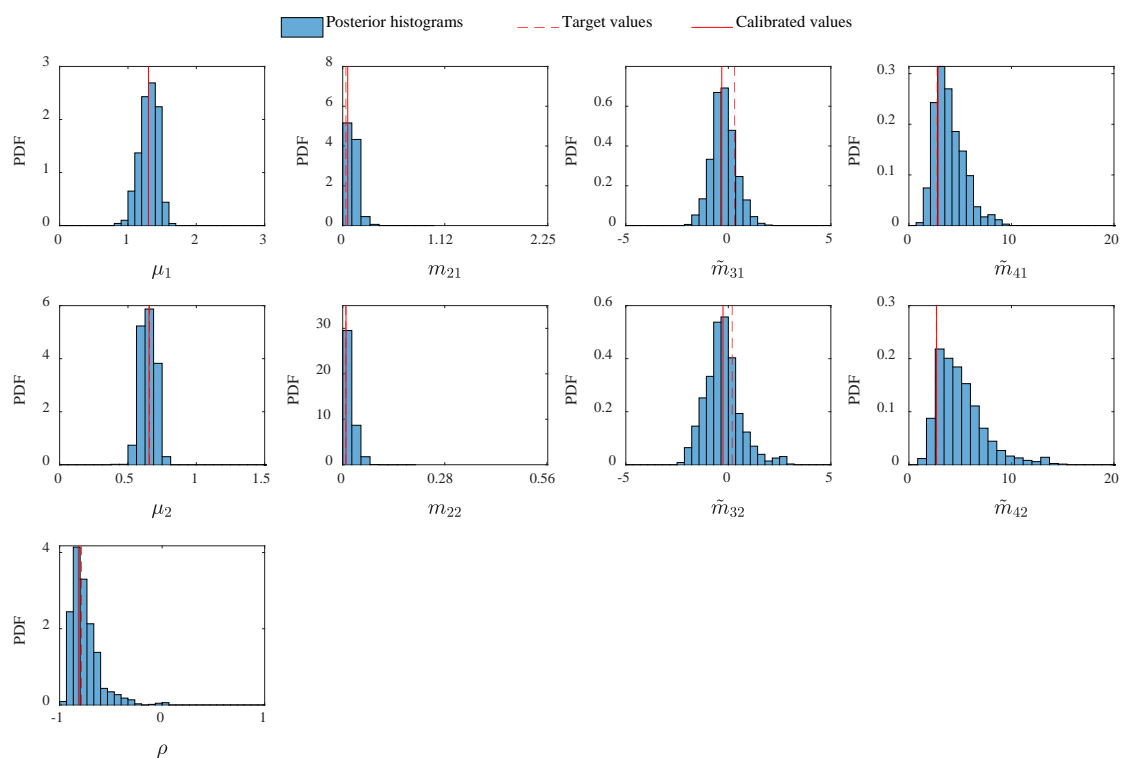 Posterior histograms Target values Calibrated values
3
2
1
0
PDF
0 1 2 3
μ₁
8
6
4
2
0
PDF
0 1.12 2.25
m₂₁
0.6
0.4
0.2
0
PDF
-5 0 5
m̃₃₁
0.3
0.2
0.1
0
PDF
0 10 20
m̃₄₁
6
4
2
0
PDF
0 0.5 1 1.5
μ₂
30
20
10
0
PDF
0 0.28 0.56
m₂₂
0.6
0.4
0.2
0
PDF
-5 0 5
m̃₃₂
0.3
0.2
0.1
0
PDF
0 10 20
m̃₄₂
4
2
0
PDF
-1 0 1
ρ